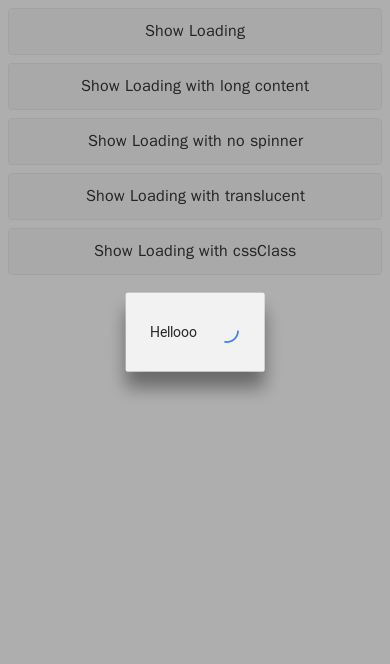 Show Loading
Show Loading with long content
Show Loading with no spinner
Show Loading with translucent
Show Loading with cssClass
Hellooo